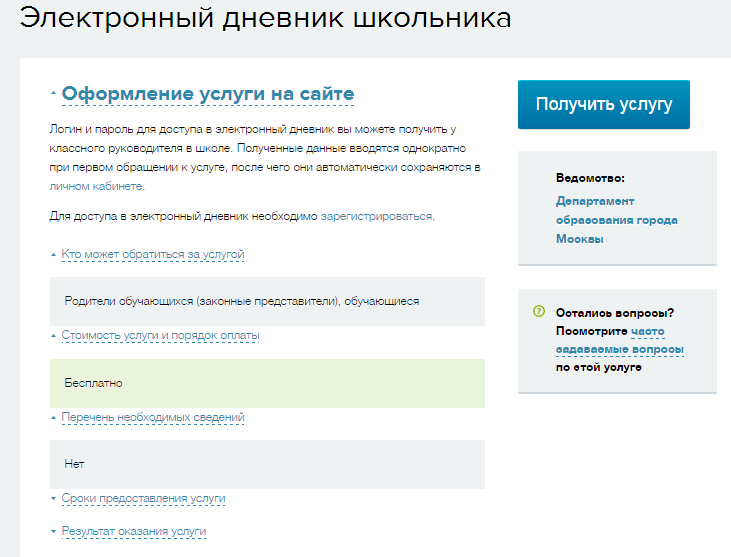 Электронный дневник школьника
Оформление услуги на сайте
Логин и пароль для доступа в электронный дневник вы можете получить у
классного руководителя в школе. Полученные данные вводятся однократно
при первом обращении к услуге, после чего они автоматически сохраняются в
личном кабинете.
Для доступа в электронный дневник необходимо зарегистрироваться.
Кто может обратиться за услугой
Родители обучающихся (законные представители), обучающиеся
Стоимость услуги и порядок оплаты
Бесплатно
Перечень необходимых сведений
Нет
Сроки предоставления услуги
Результат оказания услуги
Получить услугу
Ведомство:
Департамент
образования города
Москвы
Остались вопросы?
Посмотрите часто
задаваемые вопросы
по этой услуге